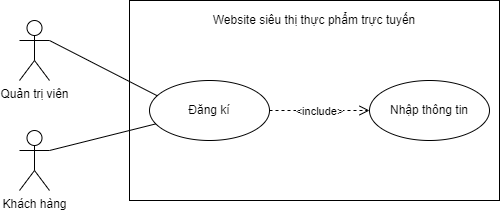 Website siêu thị thực phẩm trực tuyến
Quản trị viên
Đăng kí
<include>
Nhập thông tin
Khách hàng